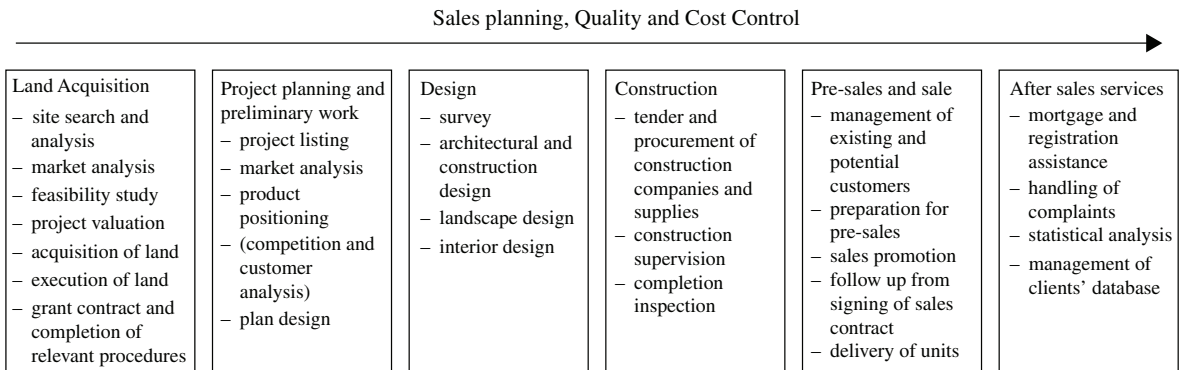 Sales planning, Quality and Cost Control
Land Acquisition
– site search and
analysis
– market analysis
– feasibility study
– project valuation
– acquisition of land
– execution of land
– grant contract and
completion of
relevant procedures
Project planning and
preliminary work
– project listing
– market analysis
– product
positioning
– (competition and
customer
analysis)
– plan design
Design
– survey
– architectural and
construction
design
– landscape design
– interior design
Construction
– tender and
procurement of
construction
companies and
supplies
– construction
supervision
– completion
inspection
Pre-sales and sale
– management of
existing and
potential
customers
– preparation for
pre-sales
– sales promotion
– follow up from
signing of sales
contract
– delivery of units
After sales services
– mortgage and
registration
assistance
– handling of
complaints
– statistical analysis
– management of
clients’ database